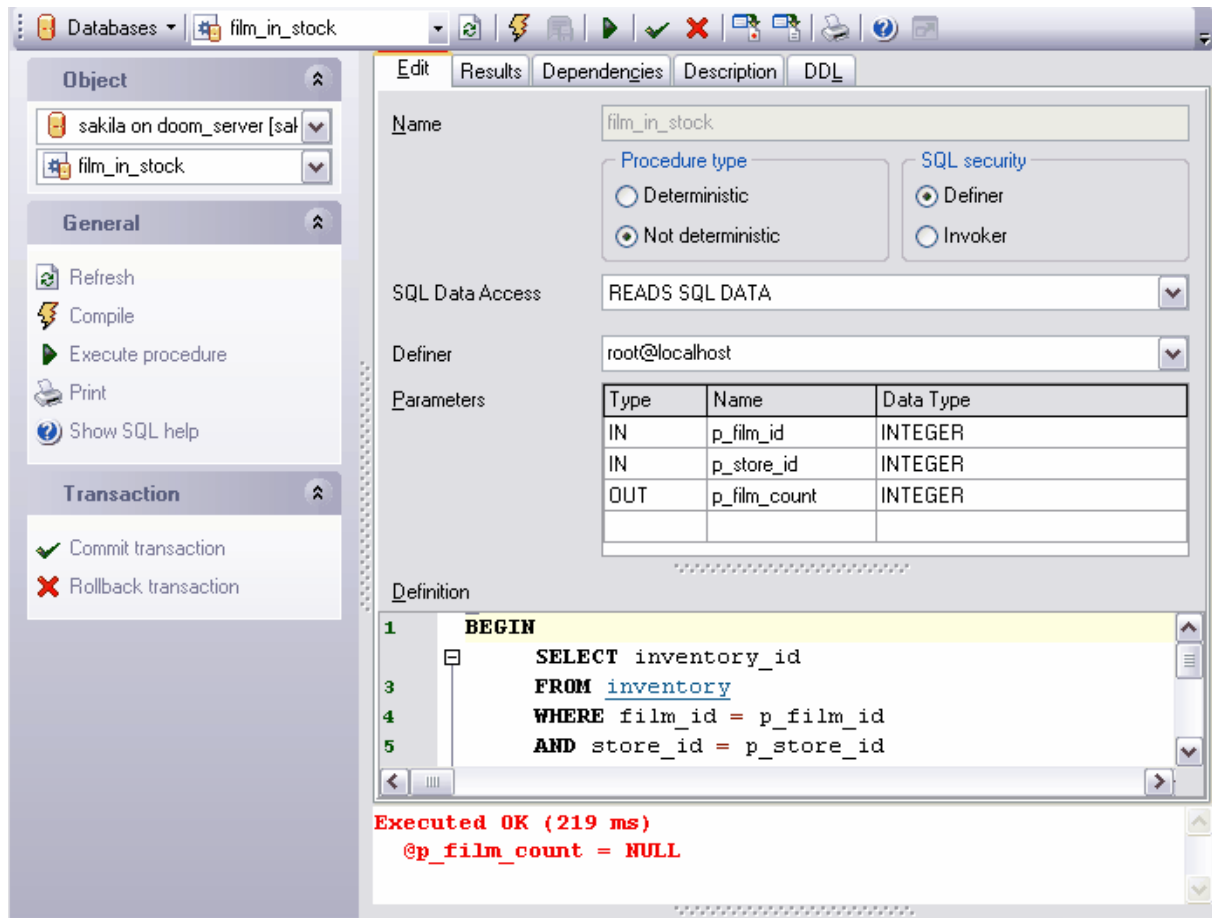 Databases film_in_stock
Object
sakila on doom_server [sal
film_in_stock
General
Refresh
Compile
Execute procedure
Print
Show SQL help
Transaction
Commit transaction
Rollback transaction
Edit Results Dependencies Description DDL
Name film_in_stock
Procedure type SQL security
Deterministic Definer
Not deterministic Invoker
SQL Data Access READS SQL DATA
Definer root@localhost
Parameters Type Name Data Type
IN p_film_id INTEGER
IN p_store_id INTEGER
OUT p_film_count INTEGER
Definition
1 BEGIN
SELECT inventory_id
3 FROM inventory
4 WHERE film_id = p_film_id
5 AND store_id = p_store_id
Executed OK (219 ms)
@p_film_count = NULL